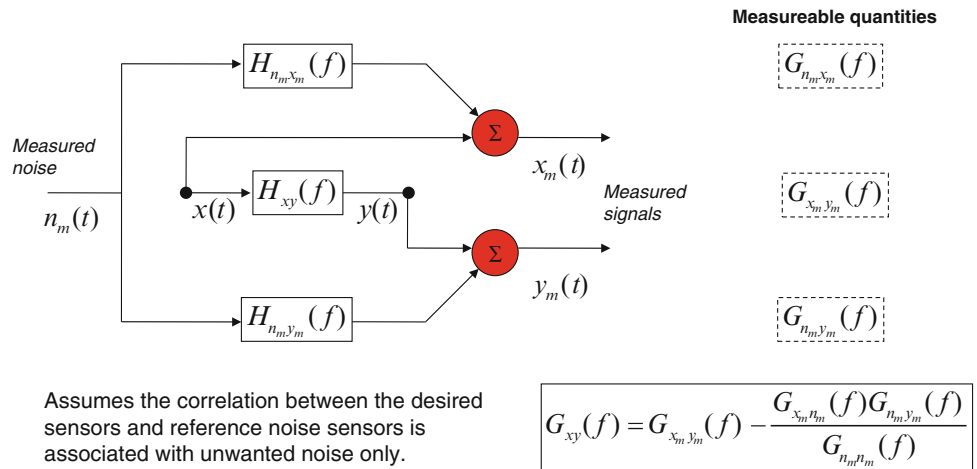 Measureable quantities
H_{n_m x_m}(f)
G_{n_m x_m}(f)
Σ
Measured
noise
x_m(t)
n_m(t)
x(t)
H_{xy}(f)
y(t)
Measured
signals
G_{x_m y_m}(f)
Σ
y_m(t)
H_{n_m y_m}(f)
G_{n_m y_m}(f)
Assumes the correlation between the desired
sensors and reference noise sensors is
associated with unwanted noise only.
G_{xy}(f) = G_{x_m y_m}(f) - \frac{G_{x_m n_m}(f) G_{n_m y_m}(f)}{G_{n_m n_m}(f)}